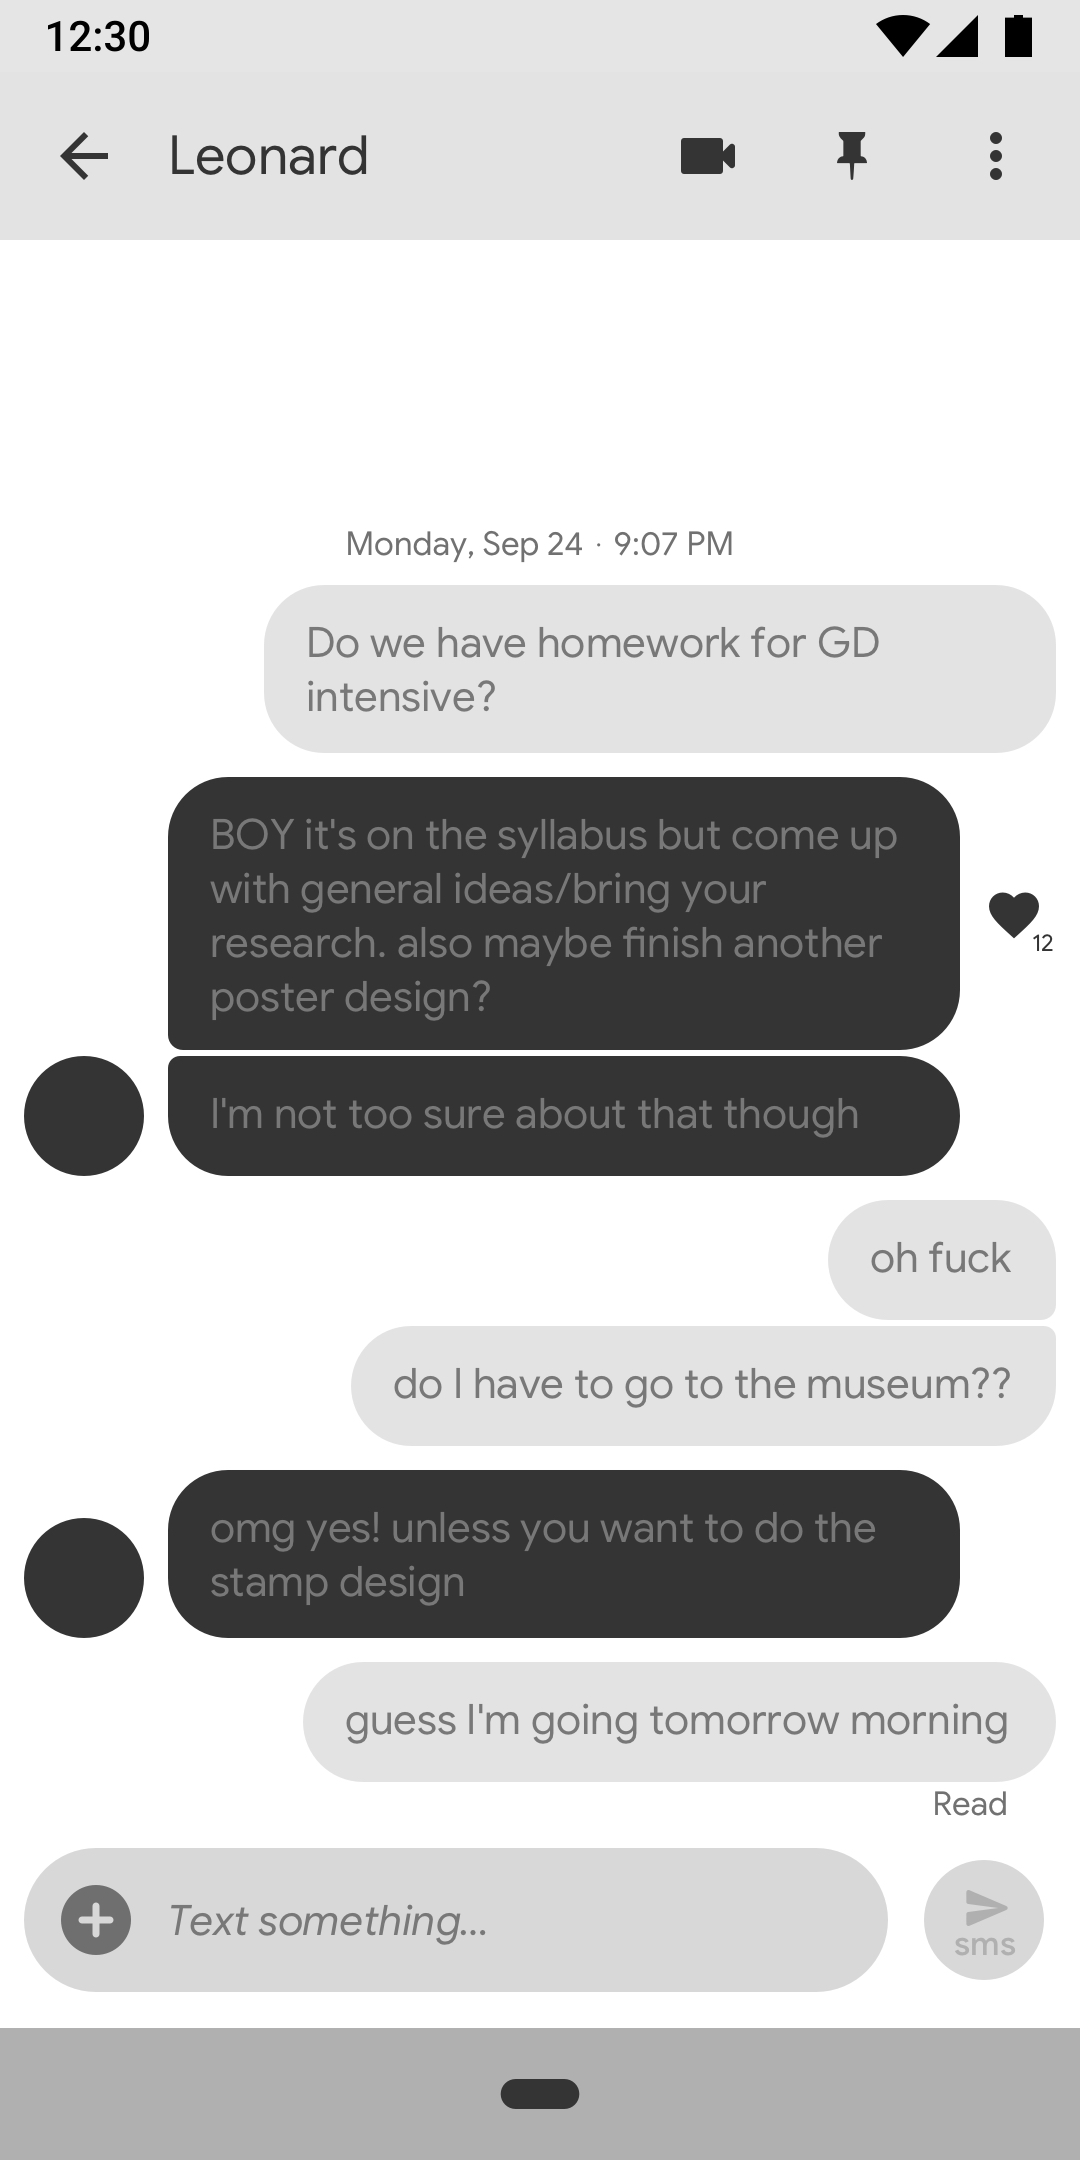 12:30
Leonard
Monday, Sep 24 · 9:07 PM
Do we have homework for GD
intensive?
BOY it's on the syllabus but come up
with general ideas/bring your
research. also maybe finish another
poster design?
12
I'm not too sure about that though
oh fuck
do I have to go to the museum??
omg yes! unless you want to do the
stamp design
guess I'm going tomorrow morning
Read
Text something...
sms